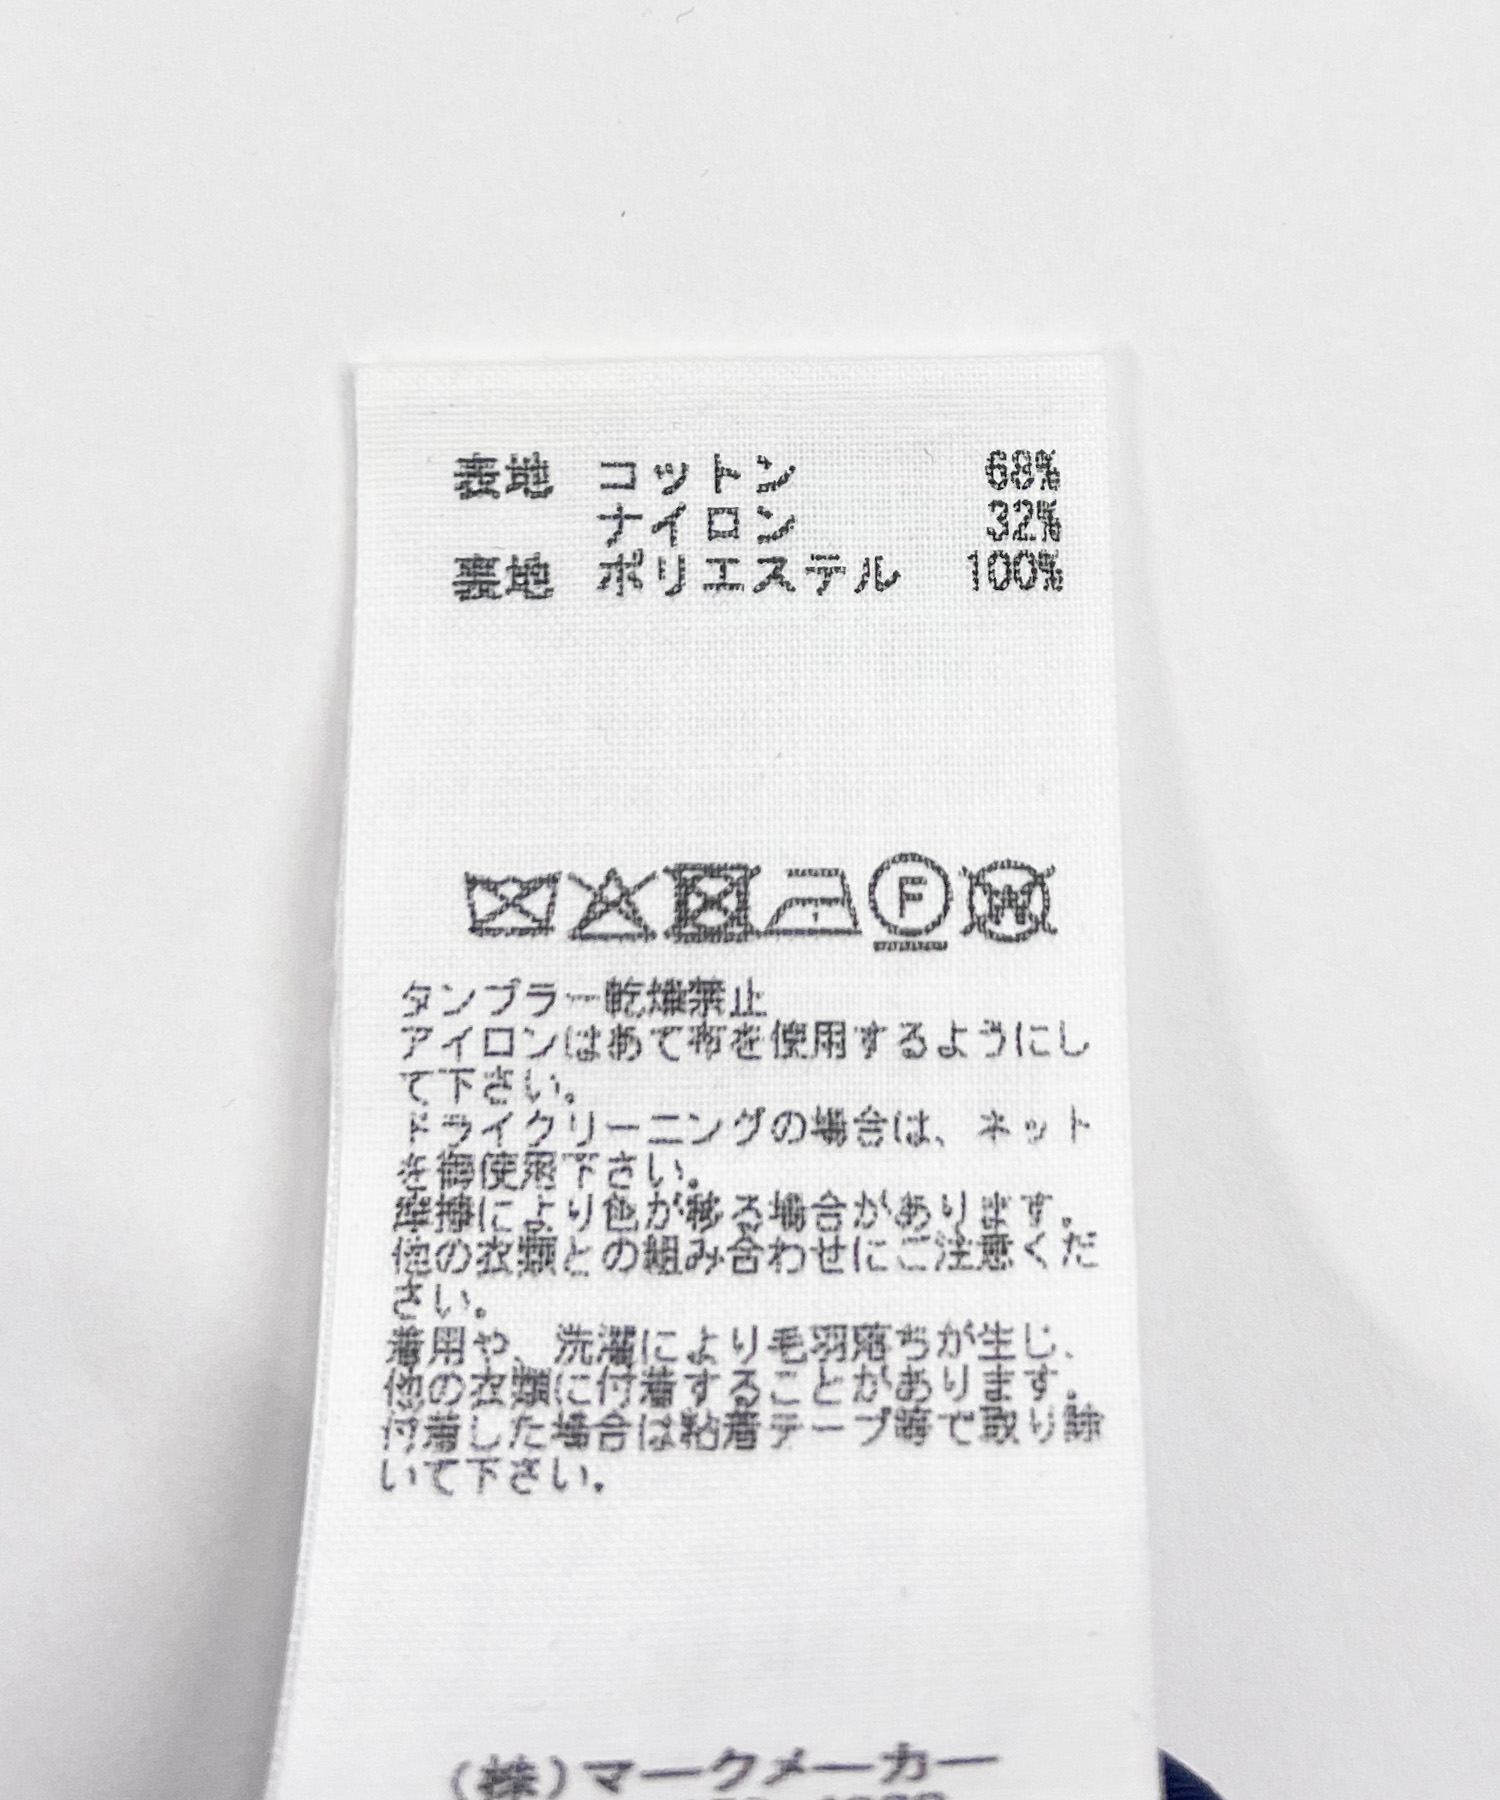 表地 コットン 68%
ナイロン 32%
裏地 ポリエステル 100%
F W
タンブラー乾燥禁止
アイロンはあて布を使用するようにし
て下さい。
ドライクリーニングの場合は、ネット
を御使用下さい。
摩擦により色が移る場合があります。
他の衣類との組み合わせにご注意くだ
さい。
着用や、洗濯により毛羽落ちが生じ、
他の衣類に付着することがあります。
付着した場合は粘着テープ等で取り除
いて下さい。
(株)マークメーカー